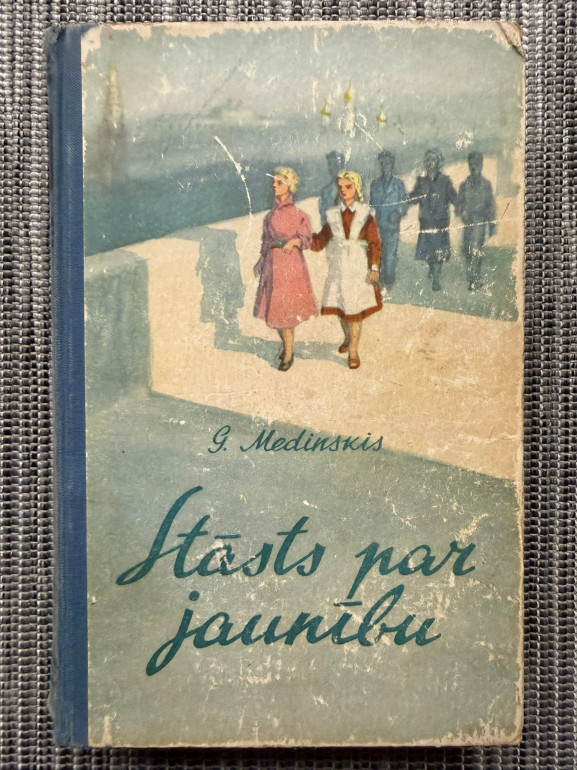 G. Medinskis
Stāsts par
jaunību